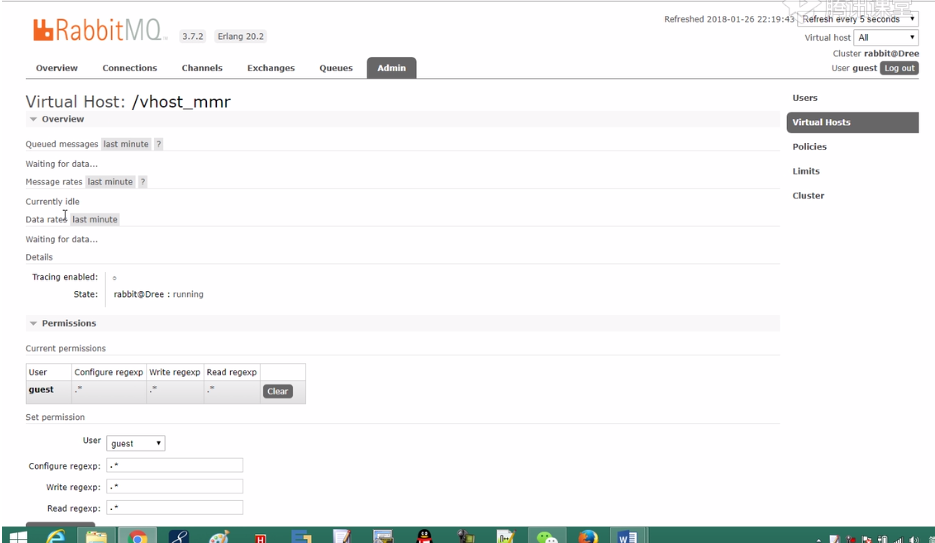 腾讯课堂
RabbitMQ 3.7.2 Erlang 20.2
Refreshed 2018-01-26 22:19:43 Refresh every 5 seconds
Virtual host All
Cluster rabbit@Dree
User guest Log out
Overview Connections Channels Exchanges Queues Admin
Virtual Host: /vhost_mmr
Overview
Queued messages last minute ?
Waiting for data...
Message rates last minute ?
Currently idle
Data rates last minute
Waiting for data...
Details
Tracing enabled: ○
State: rabbit@Dree : running
Permissions
Current permissions
User Configure regexp Write regexp Read regexp
guest .* .* .* Clear
Set permission
User guest
Configure regexp: .*
Write regexp: .*
Read regexp: .*
Users
Virtual Hosts
Policies
Limits
Cluster